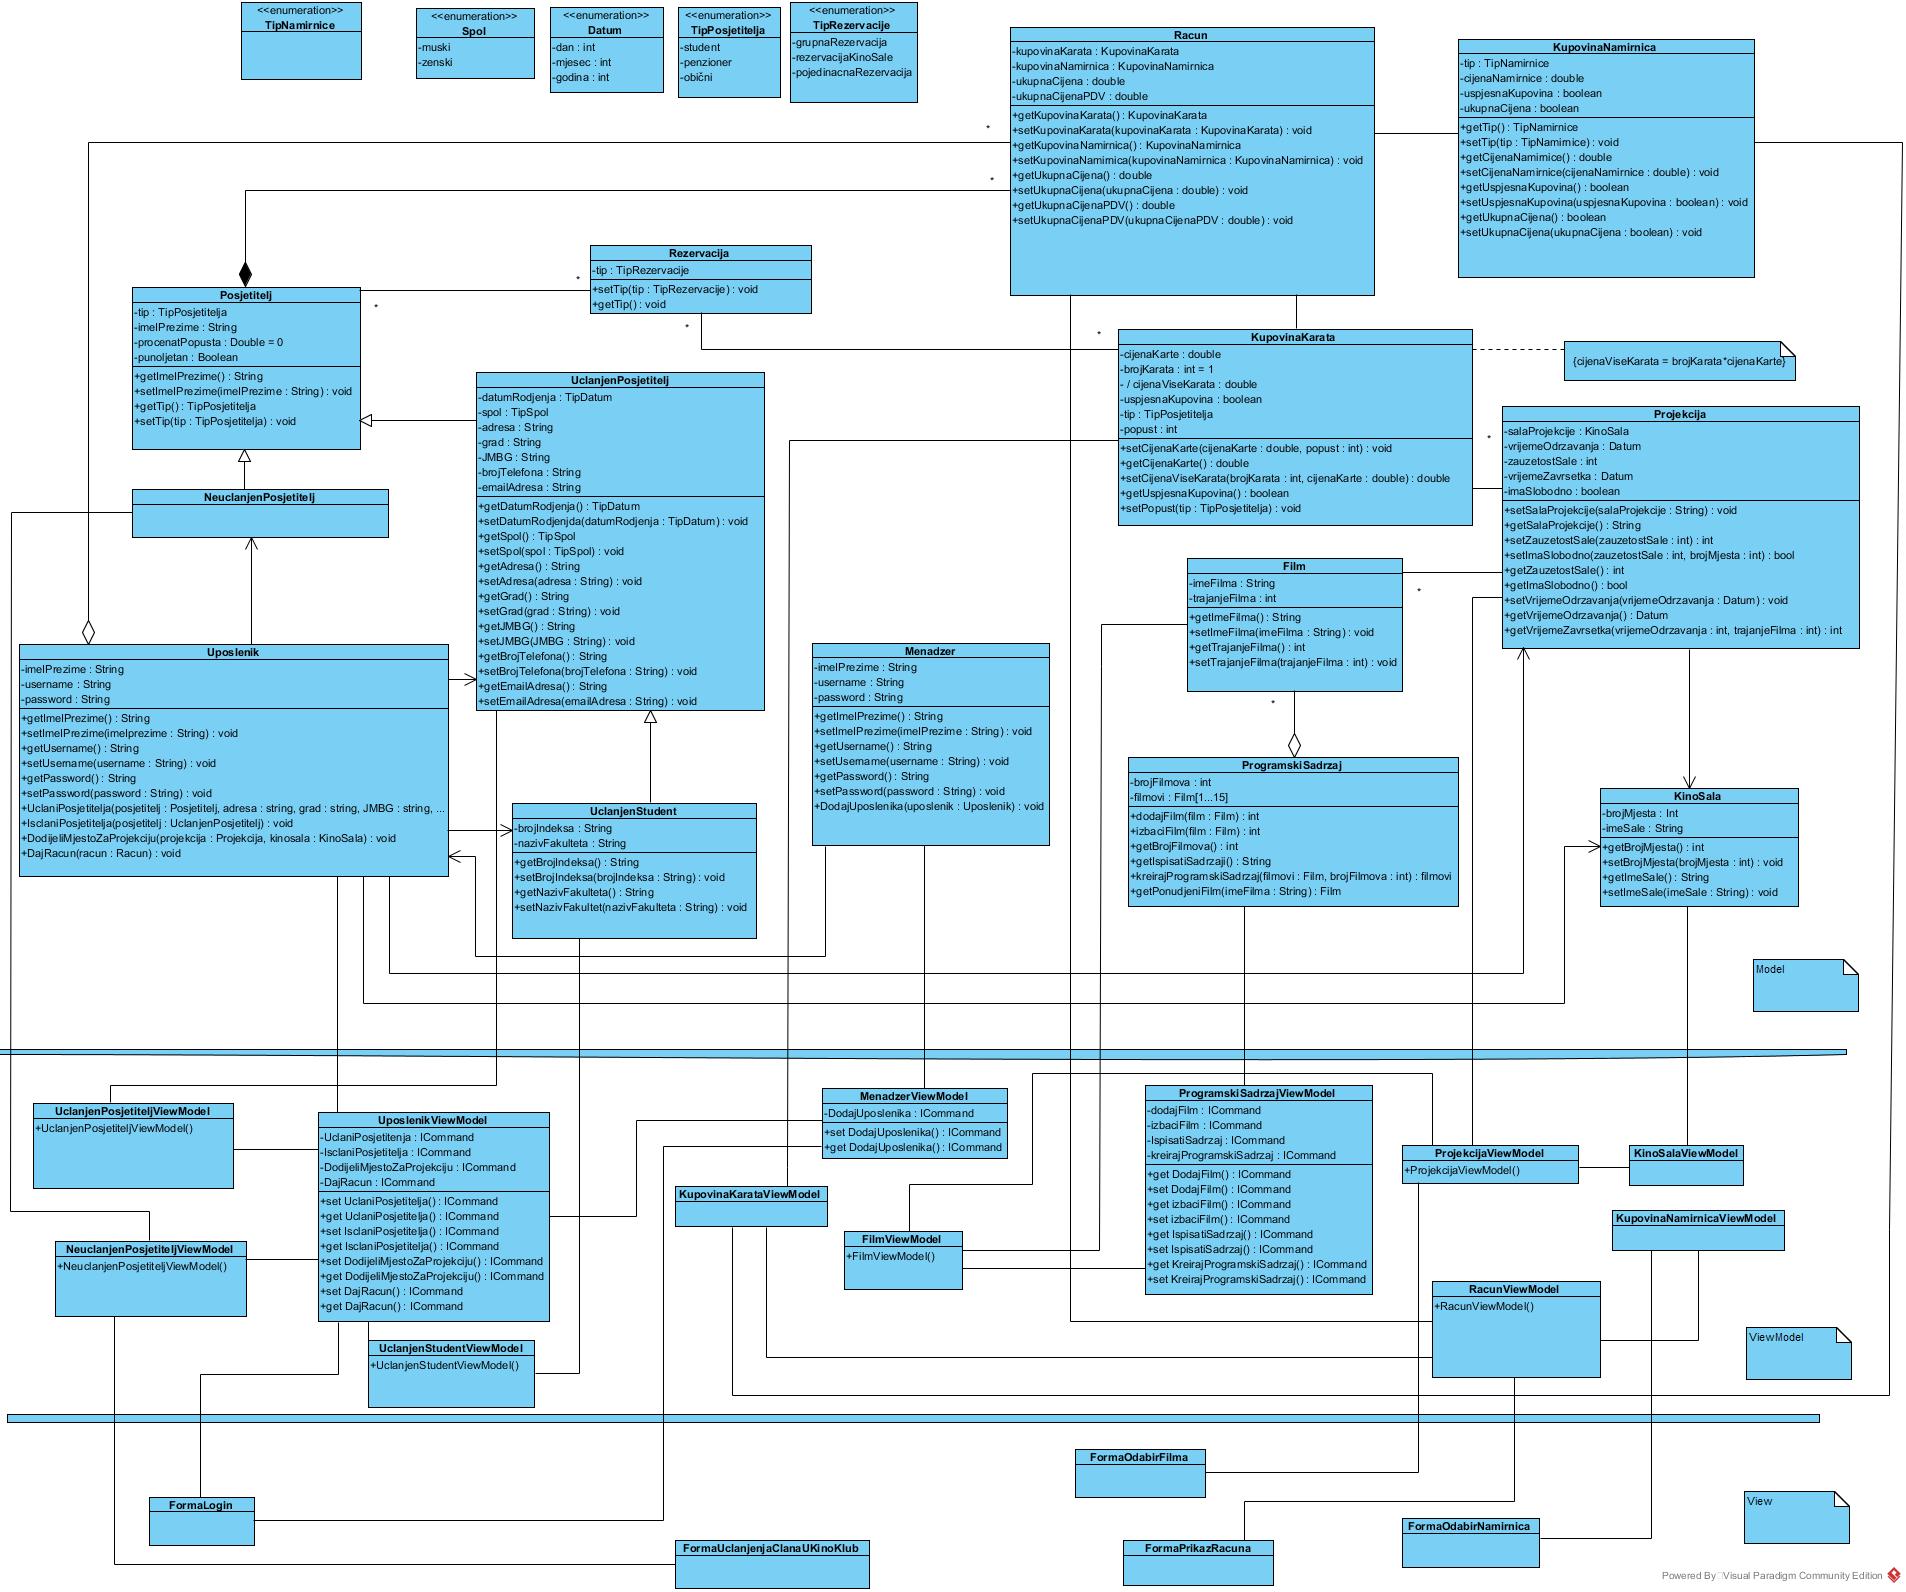 <<enumeration>>
TipNamirnice
<<enumeration>>
Spol
-muski
-zenski
<<enumeration>>
Datum
-dan : int
-mjesec : int
-godina : int
<<enumeration>>
TipPosjetitelja
-student
-penzioner
-obični
<<enumeration>>
TipRezervacije
-grupnaRezervacija
-rezervacijaKinoSale
-pojedinacnaRezervacija
Racun
-kupovinaKarata : KupovinaKarata
-kupovinaNamirnica : KupovinaNamirnica
-ukupnaCijena : double
-ukupnaCijenaPDV : double
+getKupovinaKarata() : KupovinaKarata
+setKupovinaKarata(kupovinaKarata : KupovinaKarata) : void
+getKupovinaNamirnica() : KupovinaNamirnica
+setKupovinaNamirnica(kupovinaNamirnica : KupovinaNamirnica) : void
+getUkupnaCijena() : double
+setUkupnaCijena(ukupnaCijena : double) : void
+getUkupnaCijenaPDV() : double
+setUkupnaCijenaPDV(ukupnaCijenaPDV : double) : void
KupovinaNamirnica
-tip : TipNamirnice
-cijenaNamirnice : double
-uspjesnaKupovina : boolean
-ukupnaCijena : boolean
+getTip() : TipNamirnice
+setTip(tip : TipNamirnice) : void
+getCijenaNamirnice() : double
+setCijenaNamirnice(cijenaNamirnice : double) : void
+getUspjesnaKupovina() : boolean
+setUspjesnaKupovina(uspjesnaKupovina : boolean) : void
+getUkupnaCijena() : boolean
+setUkupnaCijena(ukupnaCijena : boolean) : void
*
*
Rezervacija
-tip : TipRezervacije
+setTip(tip : TipRezervacije) : void
+getTip() : void
*
*
*
*
Posjetitelj
-tip : TipPosjetitelja
-imeIPrezime : String
-procenatPopusta : Double = 0
-punoljetan : Boolean
+getImeIPrezime() : String
+setImeIPrezime(imeIPrezime : String) : void
+getTip() : TipPosjetitelja
+setTip(tip : TipPosjetitelja) : void
KupovinaKarata
-cijenaKarte : double
-brojKarata : int = 1
- / cijenaViseKarata : double
-uspjesnaKupovina : boolean
-tip : TipPosjetitelja
-popust : int
+setCijenaKarte(cijenaKarte : double, popust : int) : void
+getCijenaKarte() : double
+setCijenaViseKarata(brojKarata : int, cijenaKarte : double) : double
+getUspjesnaKupovina() : boolean
+setPopust(tip : TipPosjetitelja) : void
{cijenaViseKarata = brojKarata*cijenaKarte}
UclanjenPosjetitelj
-datumRodjenja : TipDatum
-spol : TipSpol
-adresa : String
-grad : String
-JMBG : String
-brojTelefona : String
-emailAdresa : String
+getDatumRodjenja() : TipDatum
+setDatumRodjenjda(datumRodjenja : TipDatum) : void
+getSpol() : TipSpol
+setSpol(spol : TipSpol) : void
+getAdresa() : String
+setAdresa(adresa : String) : void
+getGrad() : String
+setGrad(grad : String) : void
+getJMBG() : String
+setJMBG(JMBG : String) : void
+getBrojTelefona() : String
+setBrojTelefona(brojTelefona : String) : void
+getEmailAdresa() : String
+setEmailAdresa(emailAdresa : String) : void
*
Projekcija
-salaProjekcije : KinoSala
-vrijemeOdrzavanja : Datum
-zauzetostSale : int
-vrijemeZavrsetka : Datum
-imaSlobodno : boolean
+setSalaProjekcije(salaProjekcije : String) : void
+getSalaProjekcije() : String
+setZauzetostSale(zauzetostSale : int) : int
+setImaSlobodno(zauzetostSale : int, brojMjesta : int) : bool
+getZauzetostSale() : int
+getImaSlobodno() : bool
+setVrijemeOdrzavanja(vrijemeOdrzavanja : Datum) : void
+getVrijemeOdrzavanja() : Datum
+getVrijemeZavrsetka(vrijemeOdrzavanja : int, trajanjeFilma : int) : int
NeuclanjenPosjetitelj
Film
-imeFilma : String
-trajanjeFilma : int
+getImeFilma() : String
+setImeFilma(imeFilma : String) : void
+getTrajanjeFilma() : int
+setTrajanjeFilma(trajanjeFilma : int) : void
*
*
Uposlenik
-imeIPrezime : String
-username : String
-password : String
+getImeIPrezime() : String
+setImeIPrezime(imeIprezime : String) : void
+getUsername() : String
+setUsername(username : String) : void
+getPassword() : String
+setPassword(password : String) : void
+UclaniPosjetitelja(posjetitelj : Posjetitelj, adresa : string, grad : string, JMBG : string, ...
+IsclaniPosjetitelja(posjetitelj : UclanjenPosjetitelj) : void
+DodijeliMjestoZaProjekciju(projekcija : Projekcija, kinosala : KinoSala) : void
+DajRacun(racun : Racun) : void
Menadzer
-imeIPrezime : String
-username : String
-password : String
+getImeIPrezime() : String
+setImeIPrezime(imeIPrezime : String) : void
+getUsername() : String
+setUsername(username : String) : void
+getPassword() : String
+setPassword(password : String) : void
+DodajUposlenika(uposlenik : Uposlenik) : void
ProgramskiSadrzaj
-brojFilmova : int
-filmovi : Film[1...15]
+dodajFilm(film : Film) : int
+izbaciFilm(film : Film) : int
+getBrojFilmova() : int
+getIspisatiSadrzaji() : String
+kreirajProgramskiSadrzaj(filmovi : Film, brojFilmova : int) : filmovi
+getPonudjeniFilm(imeFilma : String) : Film
KinoSala
-brojMjesta : Int
-imeSale : String
+getBrojMjesta() : int
+setBrojMjesta(brojMjesta : int) : void
+getImeSale() : String
+setImeSale(imeSale : String) : void
UclanjenStudent
-brojIndeksa : String
-nazivFakulteta : String
+getBrojIndeksa() : String
+setBrojIndeksa(brojIndeksa : String) : void
+getNazivFakulteta() : String
+setNazivFakultet(nazivFakulteta : String) : void
Model
UclanjenPosjetiteljViewModel
+UclanjenPosjetiteljViewModel()
UposlenikViewModel
-UclaniPosjetitenja : ICommand
-IsclaniPosjetitelja : ICommand
-DodijeliMjestoZaProjekciju : ICommand
-DajRacun : ICommand
+set UclaniPosjetitelja() : ICommand
+get UclaniPosjetitelja() : ICommand
+set IsclaniPosjetitelja() : ICommand
+get IsclaniPosjetitelja() : ICommand
+set DodijeliMjestoZaProjekciju() : ICommand
+get DodijeliMjestoZaProjekciju() : ICommand
+set DajRacun() : ICommand
+get DajRacun() : ICommand
MenadzerViewModel
-DodajUposlenika : ICommand
+set DodajUposlenika() : ICommand
+get DodajUposlenika() : ICommand
ProgramskiSadrzajViewModel
-dodajFilm : ICommand
-izbaciFilm : ICommand
-IspisatiSadrzaj : ICommand
-kreirajProgramskiSadrzaj : ICommand
+get DodajFilm() : ICommand
+set DodajFilm() : ICommand
+get izbaciFilm() : ICommand
+set izbaciFilm() : ICommand
+get IspisatiSadrzaj() : ICommand
+set IspisatiSadrzaj() : ICommand
+get KreirajProgramskiSadrzaj() : ICommand
+set KreirajProgramskiSadrzaj() : ICommand
ProjekcijaViewModel
+ProjekcijaViewModel()
KinoSalaViewModel
KupovinaKarataViewModel
KupovinaNamirnicaViewModel
NeuclanjenPosjetiteljViewModel
+NeuclanjenPosjetiteljViewModel()
FilmViewModel
+FilmViewModel()
RacunViewModel
+RacunViewModel()
UclanjenStudentViewModel
+UclanjenStudentViewModel()
ViewModel
FormaOdabirFilma
FormaLogin
View
FormaOdabirNamirnica
FormaUclanjenjaClanaUKinoKlub
FormaPrikazRacuna
Powered By Visual Paradigm Community Edition